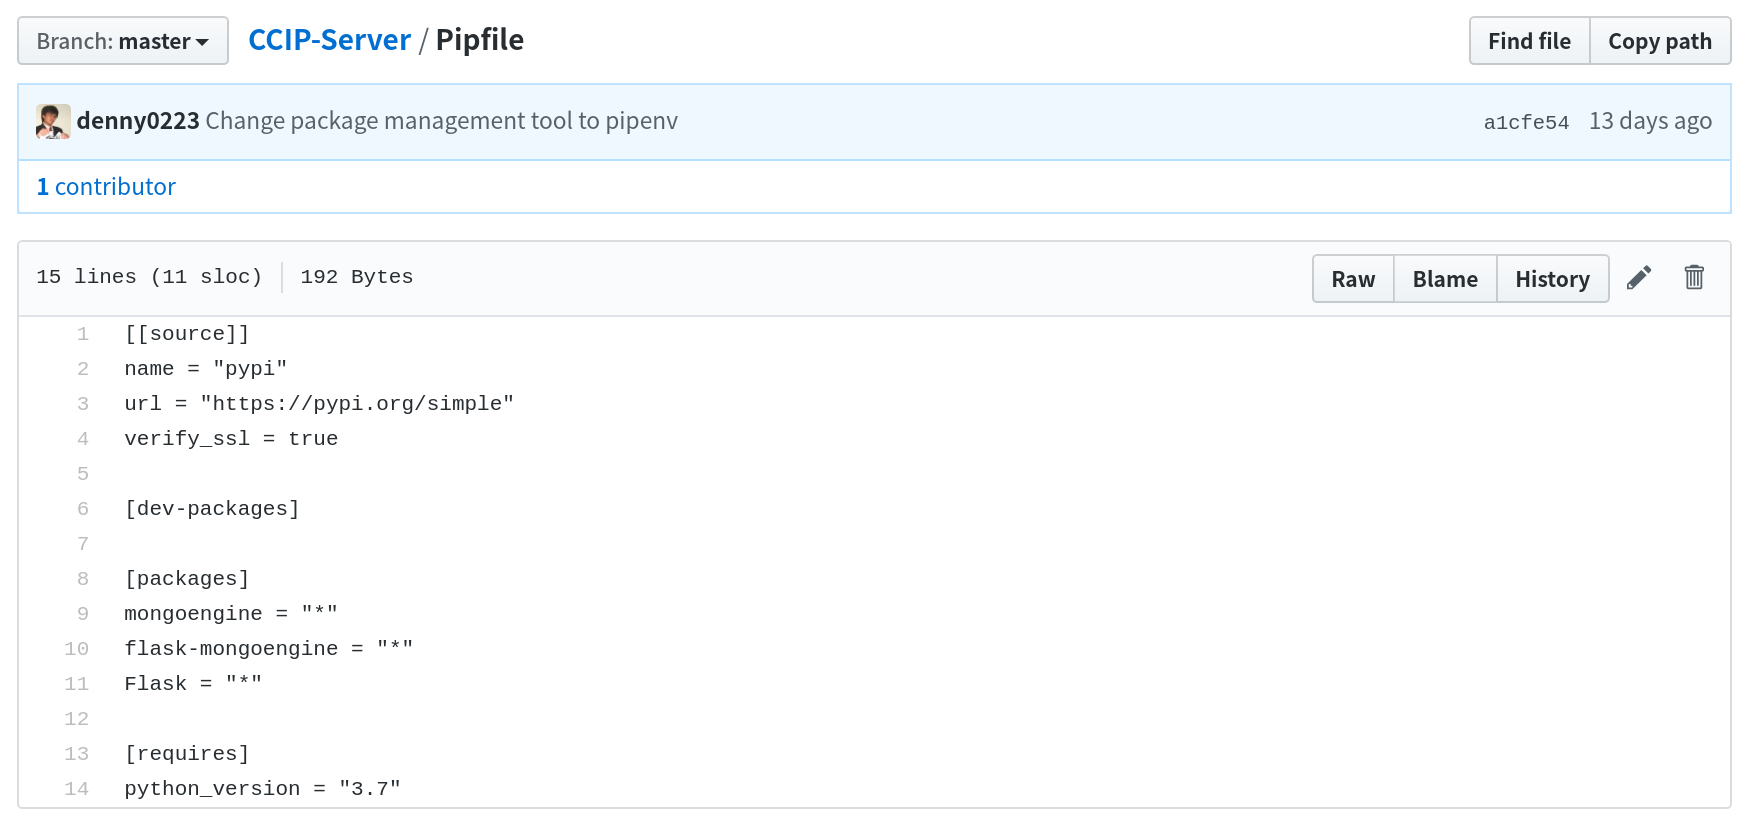 Branch: master CCIP-Server / Pipfile Find file Copy path
denny0223 Change package management tool to pipenv a1cfe54 13 days ago
1 contributor
15 lines (11 sloc) 192 Bytes Raw Blame History
1 [[source]]
2 name = "pypi"
3 url = "https://pypi.org/simple"
4 verify_ssl = true
5
6 [dev-packages]
7
8 [packages]
9 mongoengine = "*"
10 flask-mongoengine = "*"
11 Flask = "*"
12
13 [requires]
14 python_version = "3.7"